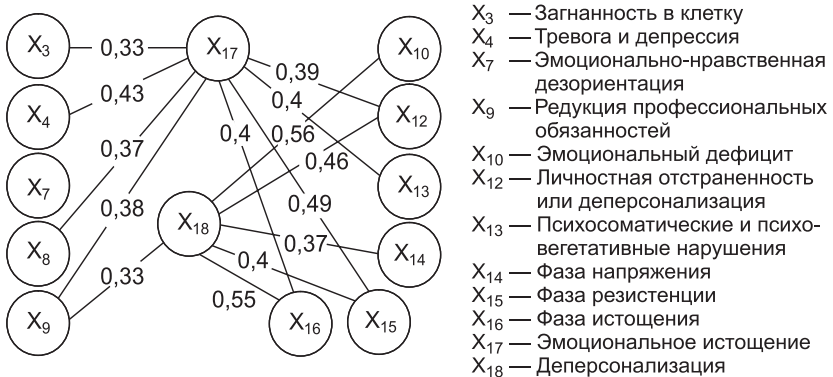 X3
X4
X7
X8
X9
X17
X18
X10
X12
X13
X14
X15
X16
0,33
0,43
0,37
0,38
0,33
0,39
0,4
0,56
0,4
0,46
0,49
0,37
0,4
0,55
X3 — Загнанность в клетку
X4 — Тревога и депрессия
X7 — Эмоционально-нравственная
дезориентация
X9 — Редукция профессиональных
обязанностей
X10 — Эмоциональный дефицит
X12 — Личностная отстраненность
или деперсонализация
X13 — Психосоматические и психо-
вегетативные нарушения
X14 — Фаза напряжения
X15 — Фаза резистенции
X16 — Фаза истощения
X17 — Эмоциональное истощение
X18 — Деперсонализация